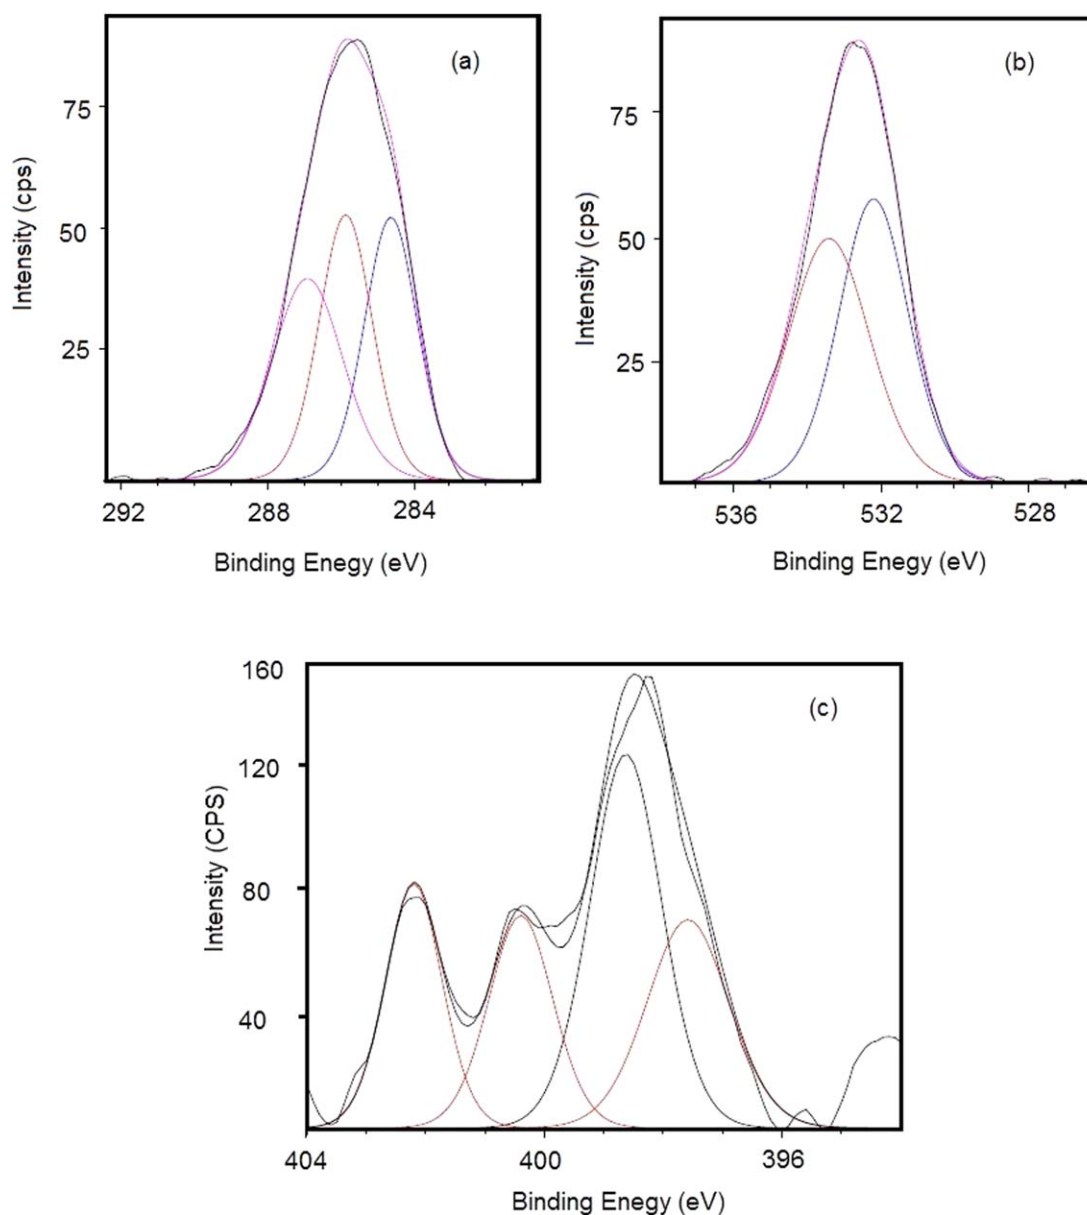 (a)
75
50
25
Intensity (cps)
292
288
284
Binding Enegy (eV)
(b)
75
50
25
Intensity (cps)
536
532
528
Binding Enegy (eV)
(c)
160
120
80
40
Intensity (CPS)
404
400
396
Binding Enegy (eV)